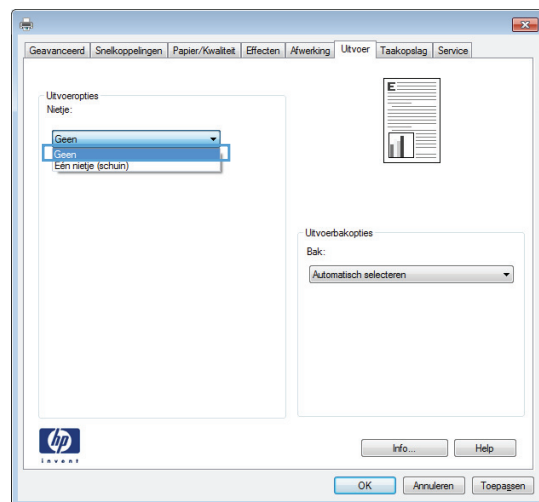 Geavanceerd Snelkoppelingen Papier/Kwaliteit Effecten Afwerking Uitvoer Taakopslag Service
Uitvoeropties
Nietje:
Geen
Geen
Eén nietje (schuin)
E
Uitvoerbakopties
Bak:
Automatisch selecteren
hp
invent
Info... Help
OK Annuleren Toepassen